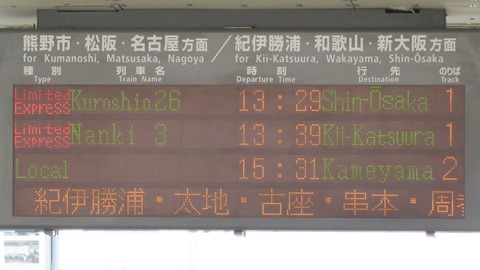 熊野市・松阪・名古屋方面／紀伊勝浦・和歌山・新大阪方面
for Kumanoshi, Matsusaka, Nagoya for Kii-Katsuura, Wakayama, Shin-Ōsaka
種別 列車名 時刻 行先 のりば
Type Train Name Departure Time Destination Track
Limited Express Kuroshio26 13:29 Shin-Ōsaka 1
Limited Express Nanki 3 13:39 Kii-Katsuura 1
Local 15:31 Kameyama 2
紀伊勝浦・太地・古座・串本・周